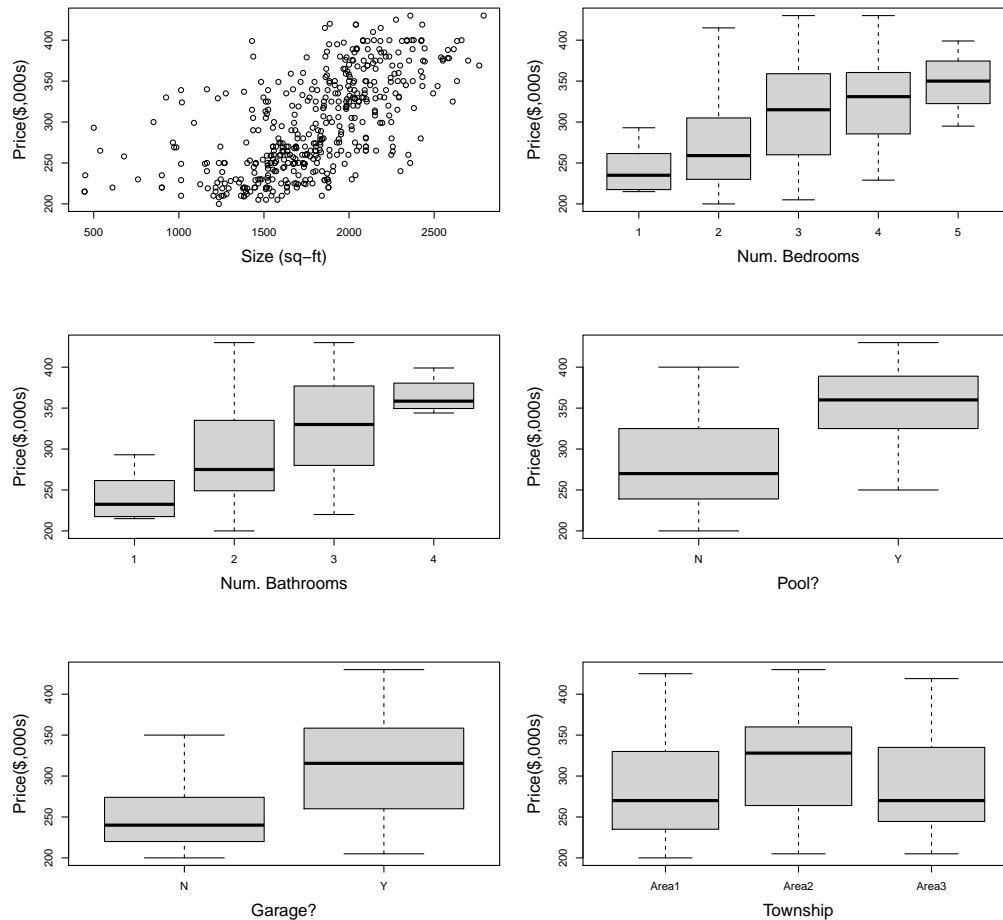 Price($,000s)
200 250 300 350 400
500 1000 1500 2000 2500
Size (sq−ft)
Price($,000s)
200 250 300 350 400
1 2 3 4 5
Num. Bedrooms
Price($,000s)
200 250 300 350 400
1 2 3 4
Num. Bathrooms
Price($,000s)
200 250 300 350 400
N Y
Pool?
Price($,000s)
200 250 300 350 400
N Y
Garage?
Price($,000s)
200 250 300 350 400
Area1 Area2 Area3
Township